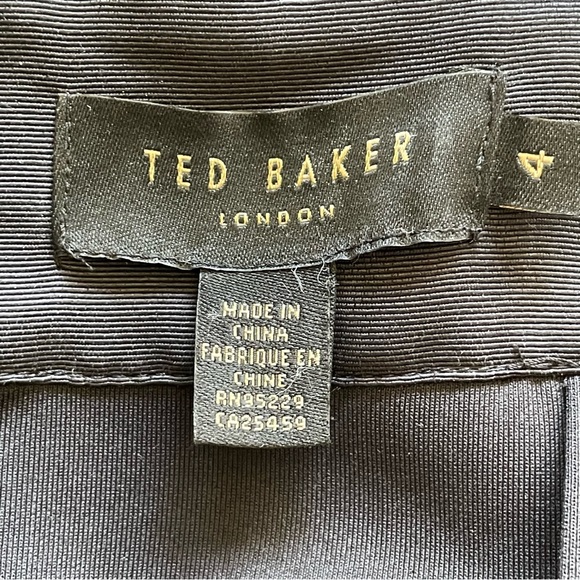 TED BAKER
LONDON
4
MADE IN
CHINA
FABRIQUE EN
CHINE
RN95229
CA25459